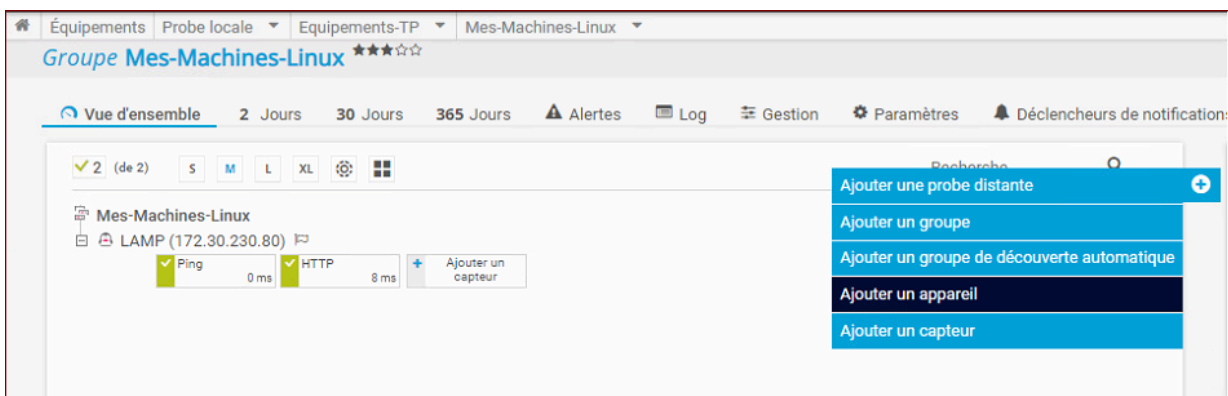 Équipements Probe locale Equipements-TP Mes-Machines-Linux
Groupe Mes-Machines-Linux
Vue d'ensemble 2 Jours 30 Jours 365 Jours Alertes Log Gestion Paramètres Déclencheurs de notification
2 (de 2) S M L XL Recherche
Ajouter une probe distante
Ajouter un groupe
Ajouter un groupe de découverte automatique
Ajouter un appareil
Ajouter un capteur
Mes-Machines-Linux
LAMP (172.30.230.80)
Ping
0 ms
HTTP
8 ms
Ajouter un
capteur